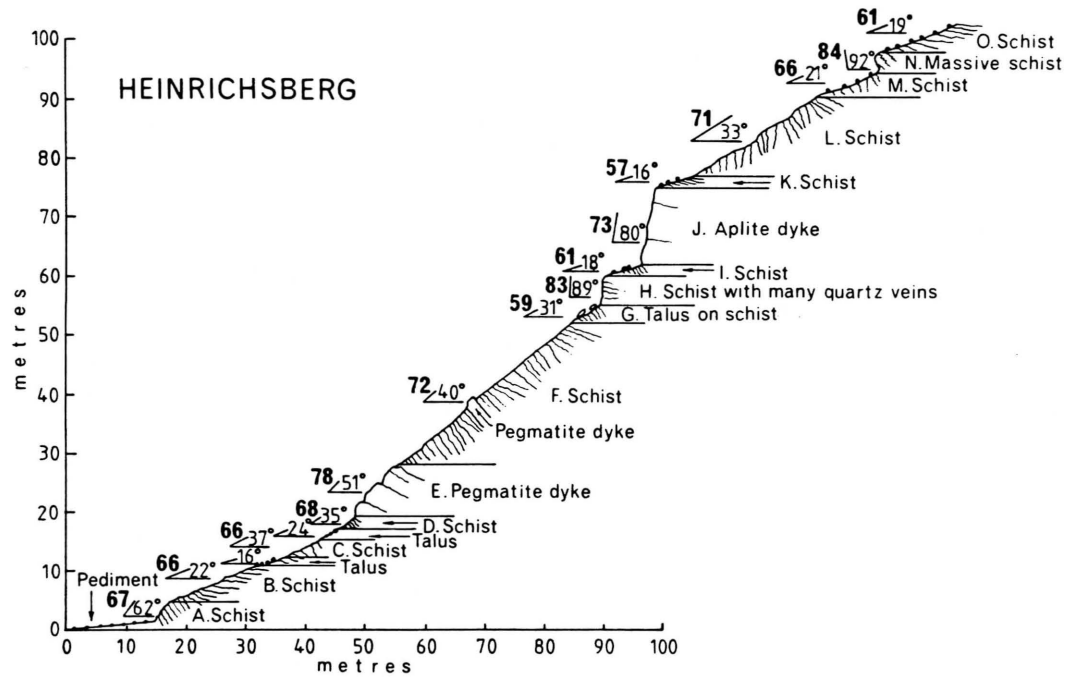 HEINRICHSBERG
metres
100
90
80
70
60
50
40
30
20
10
0
61 19°
84 92°
66 21°
71 33°
57 16°
73 80°
61 18°
83 89°
59 31°
72 40°
78 51°
68 35°
24°
66 37°
16°
66 22°
67 62°
O. Schist
N. Massive schist
M. Schist
L. Schist
K. Schist
J. Aplite dyke
I. Schist
H. Schist with many quartz veins
G. Talus on schist
F. Schist
Pegmatite dyke
E. Pegmatite dyke
D. Schist
Talus
C. Schist
Talus
B. Schist
A. Schist
Pediment
0 10 20 30 40 50 60 70 80 90 100
metres